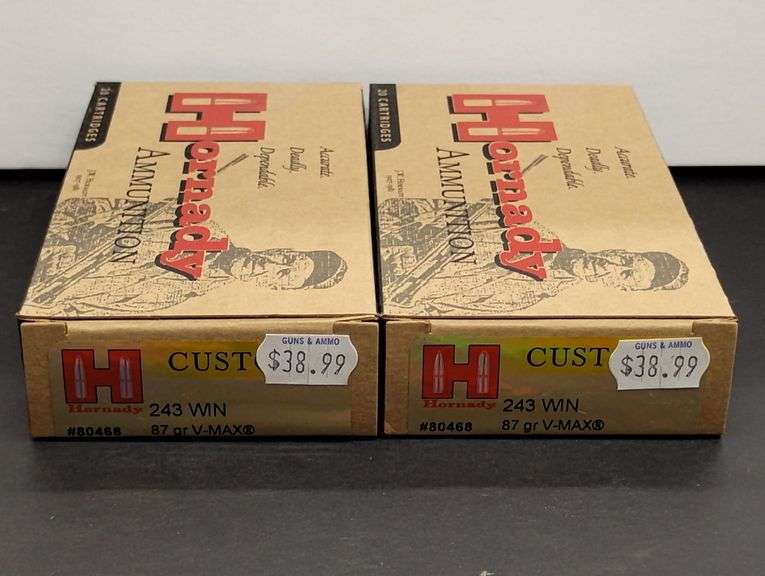 20 CARTRIDGES
Hornady
AMMUNITION
Accurate.
Deadly.
Dependable.
20 CARTRIDGES
Hornady
AMMUNITION
Accurate.
Deadly.
Dependable.
H
Hornady
CUSTO
GUNS & AMMO
$38.99
243 WIN
#80468
87 gr V-MAX®
H
Hornady
CUST
GUNS & AMMO
$38.99
243 WIN
#80468
87 gr V-MAX®